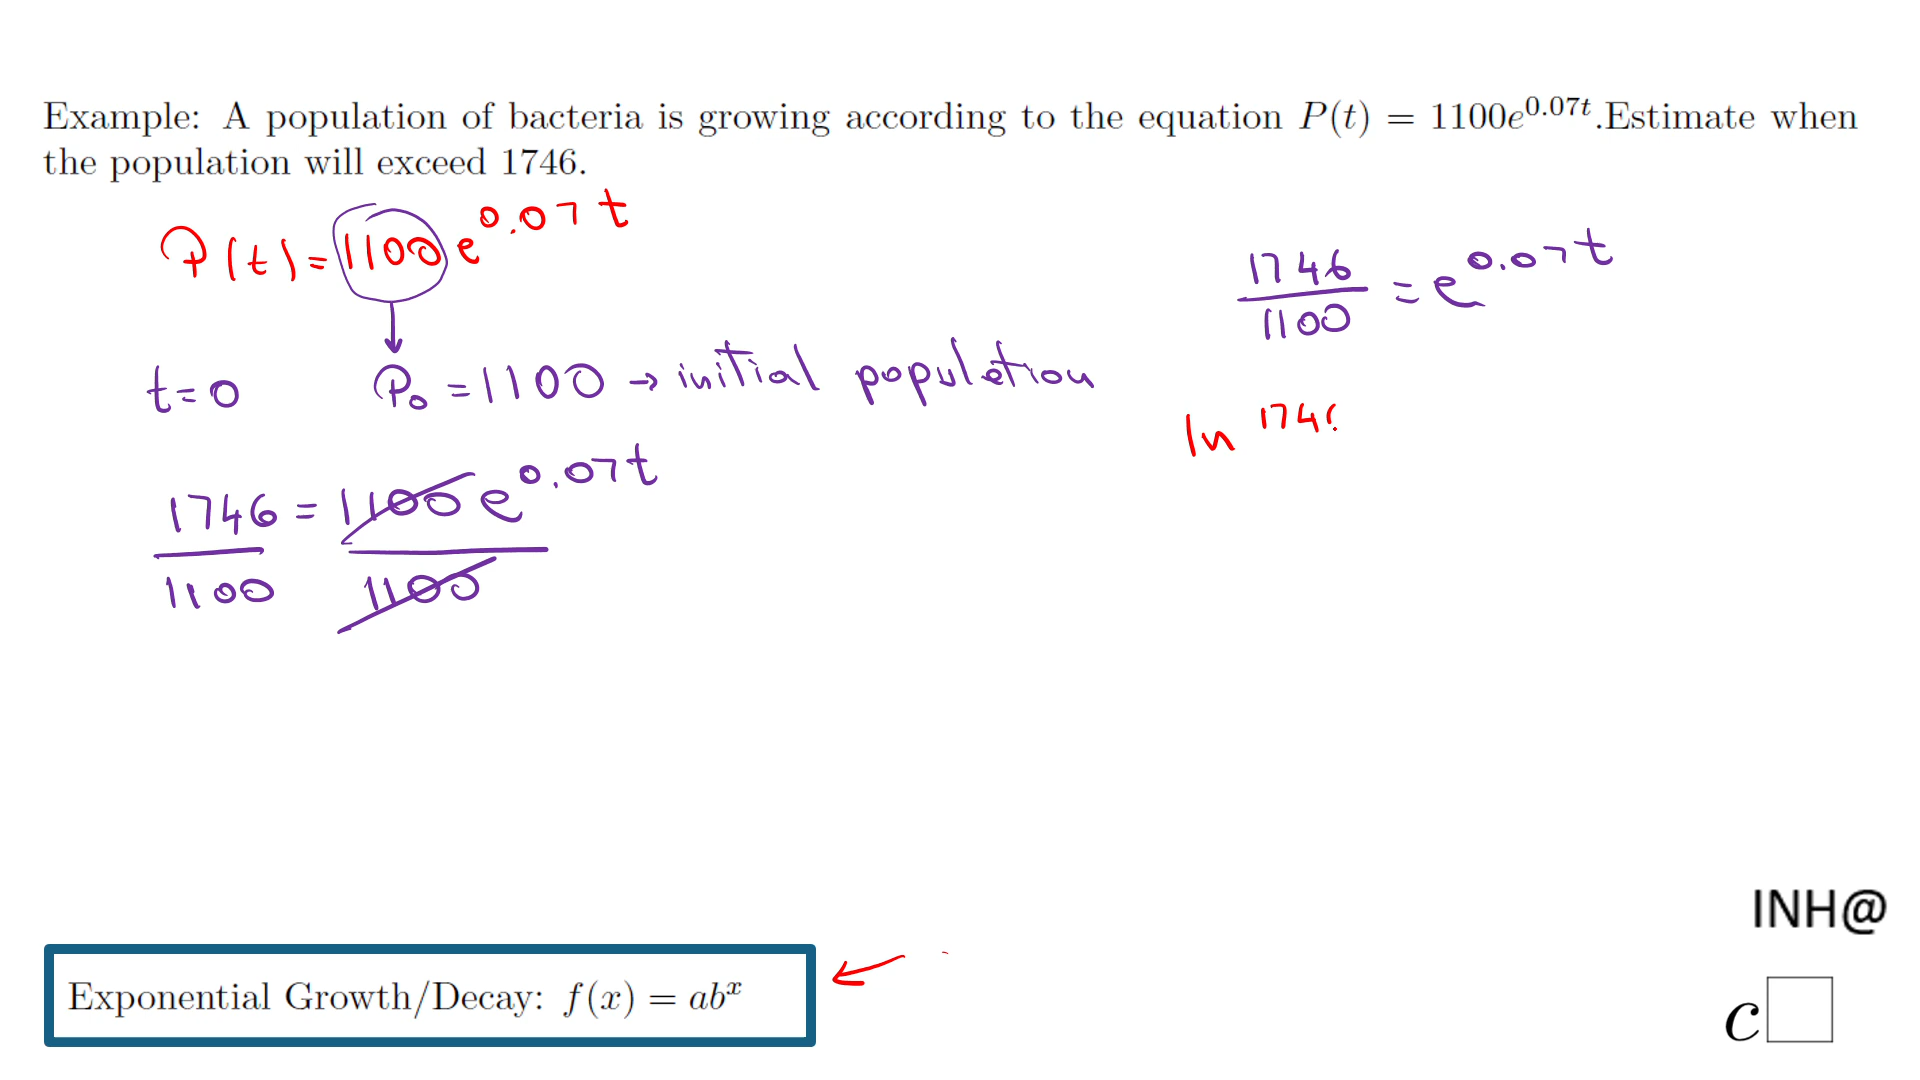 Example: A population of bacteria is growing according to the equation P(t) = 1100e^{0.07t}.Estimate when
the population will exceed 1746.
P(t) = 1100 e^{0.07t}
1746/1100 = e^{0.07t}
t = 0 P₀ = 1100 → initial population
ln 174
1746/1100 = 1100 e^{0.07t}/1100
INH@
Exponential Growth/Decay: f(x) = ab^x
c□